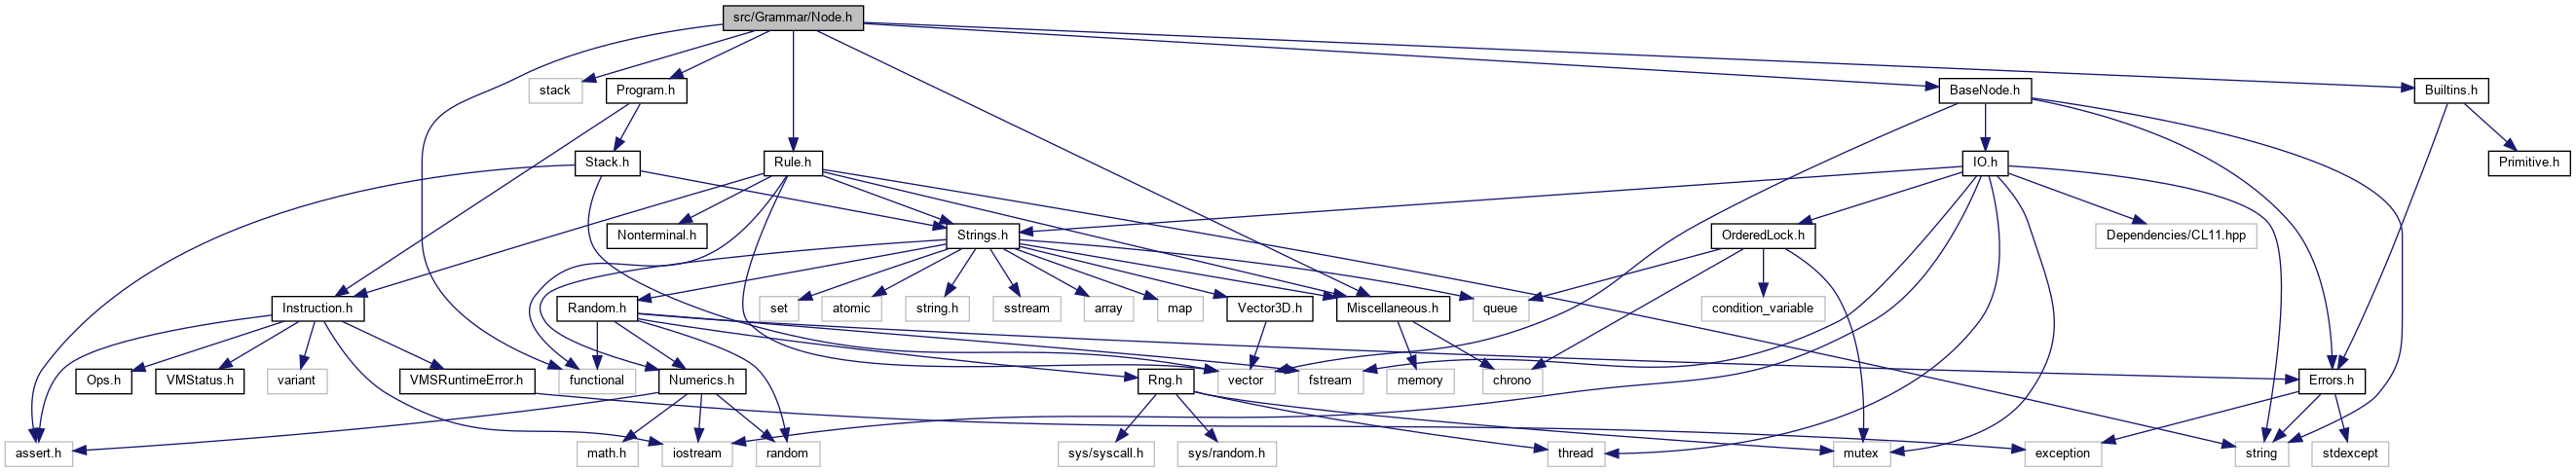 src/Grammar/Node.h
stack
Program.h
BaseNode.h
Builtins.h
Stack.h
Rule.h
IO.h
Primitive.h
Nonterminal.h
Strings.h
OrderedLock.h
Dependencies/CL11.hpp
Instruction.h
Random.h
set
atomic
string.h
sstream
array
map
Vector3D.h
Miscellaneous.h
queue
condition_variable
Ops.h
VMStatus.h
variant
VMSRuntimeError.h
functional
Numerics.h
Rng.h
vector
fstream
memory
chrono
Errors.h
assert.h
math.h
iostream
random
sys/syscall.h
sys/random.h
thread
mutex
exception
string
stdexcept